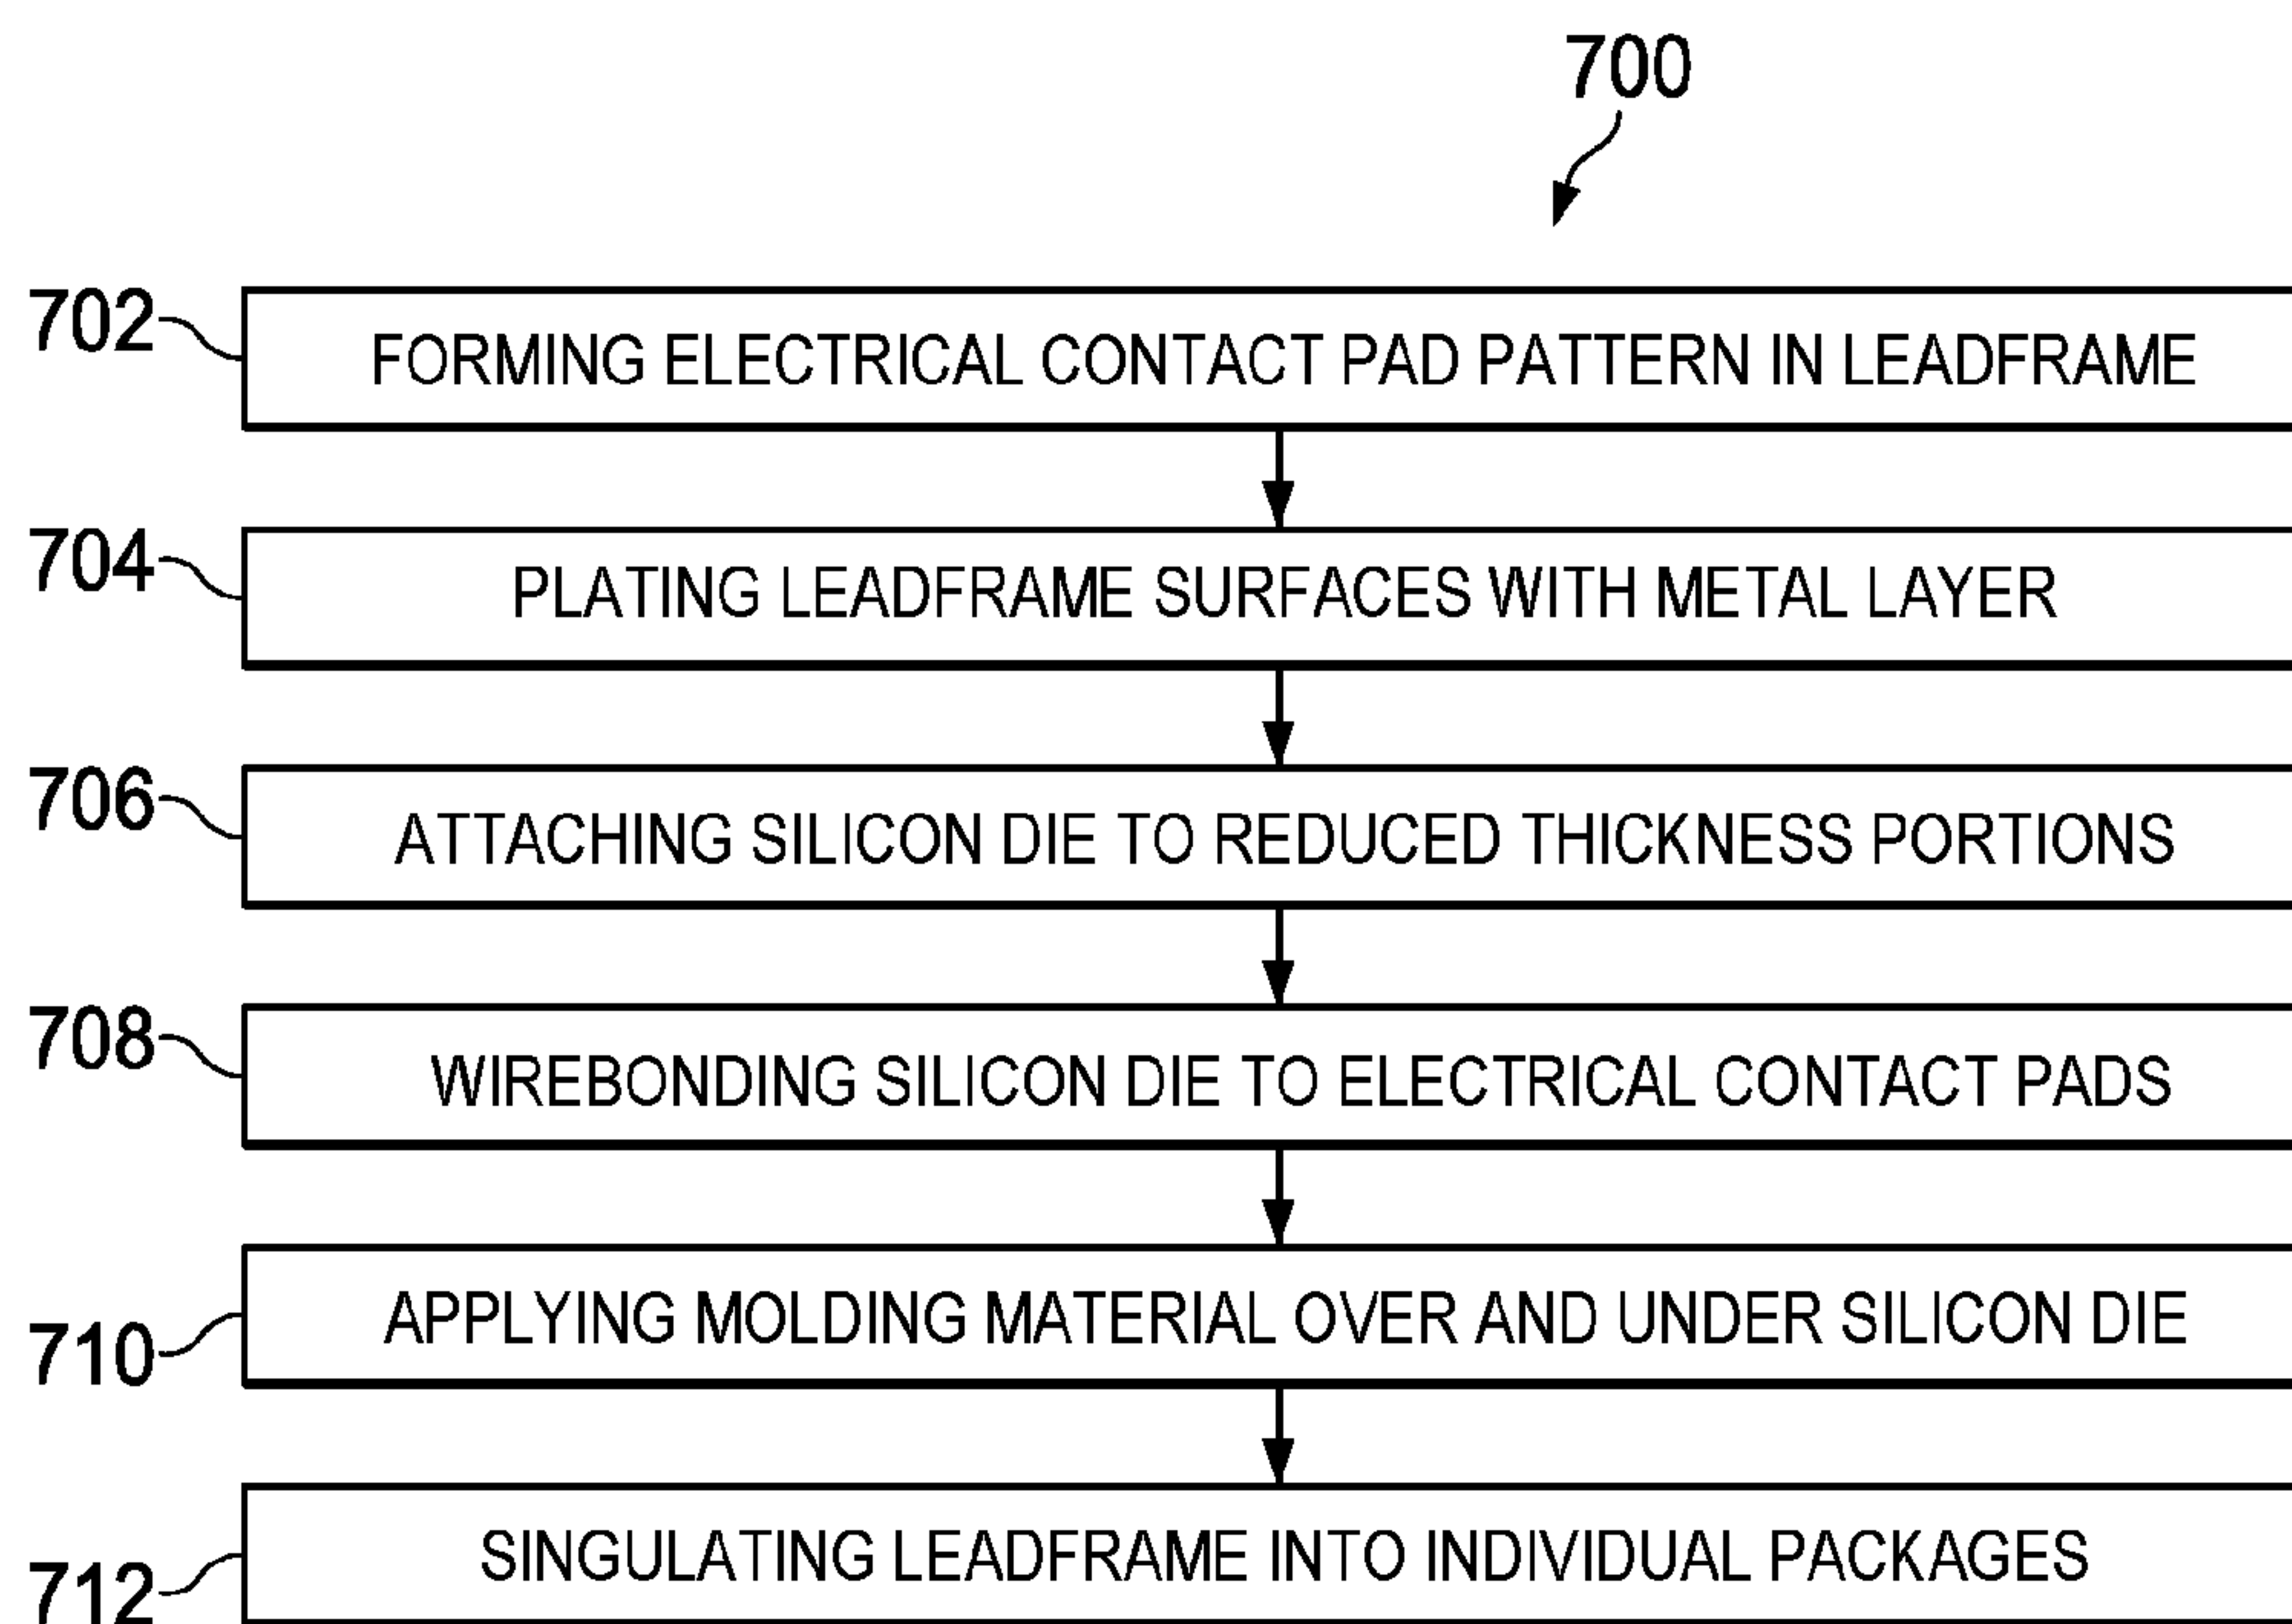 700
702
FORMING ELECTRICAL CONTACT PAD PATTERN IN LEADFRAME
704
PLATING LEADFRAME SURFACES WITH METAL LAYER
706
ATTACHING SILICON DIE TO REDUCED THICKNESS PORTIONS
708
WIREBONDING SILICON DIE TO ELECTRICAL CONTACT PADS
710
APPLYING MOLDING MATERIAL OVER AND UNDER SILICON DIE
712
SINGULATING LEADFRAME INTO INDIVIDUAL PACKAGES